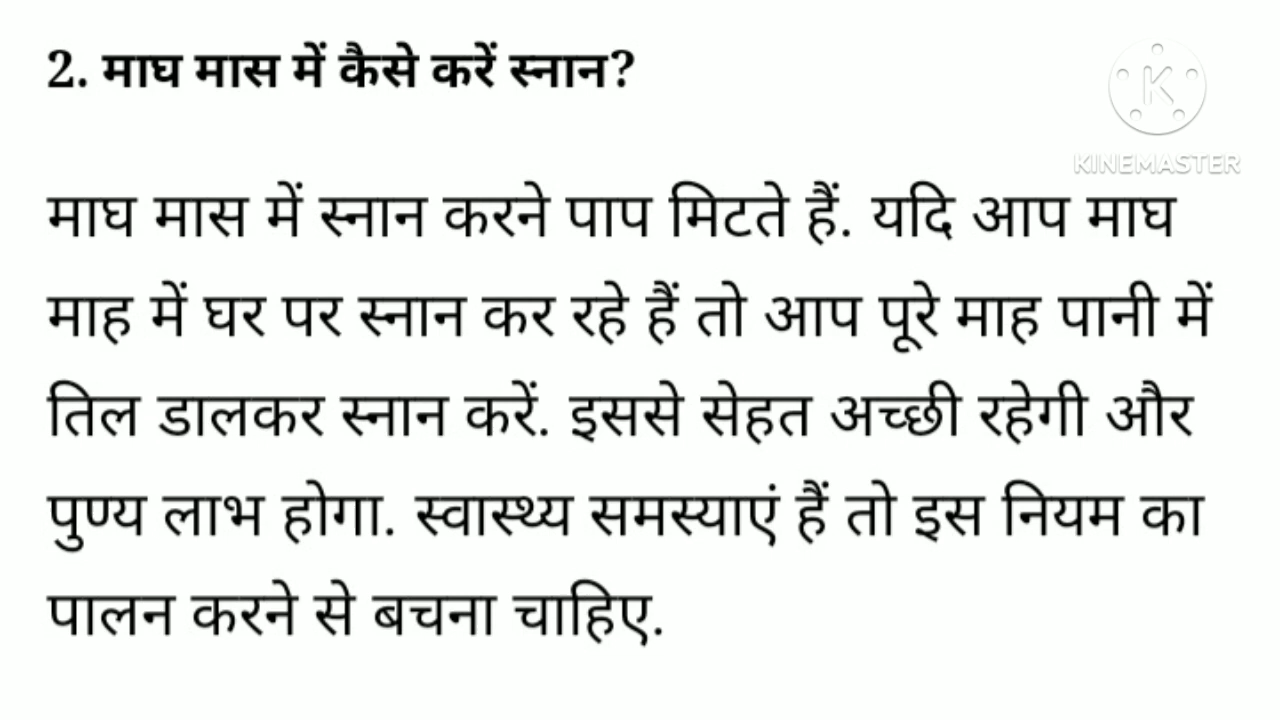 2. माघ मास में कैसे करें स्नान?
KINEMASTER
माघ मास में स्नान करने पाप मिटते हैं. यदि आप माघ
माह में घर पर स्नान कर रहे हैं तो आप पूरे माह पानी में
तिल डालकर स्नान करें. इससे सेहत अच्छी रहेगी और
पुण्य लाभ होगा. स्वास्थ्य समस्याएं हैं तो इस नियम का
पालन करने से बचना चाहिए.